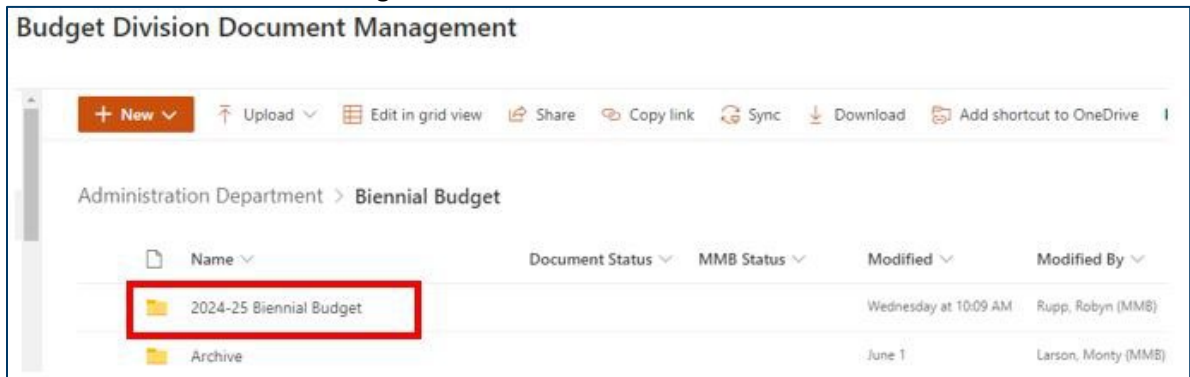 Budget Division Document Management
+ New Upload Edit in grid view Share Copy link Sync Download Add shortcut to OneDrive
Administration Department > Biennial Budget
Name Document Status MMB Status Modified Modified By
2024-25 Biennial Budget Wednesday at 10:09 AM Rupp, Robyn (MMB)
Archive June 1 Larson, Monty (MMB)